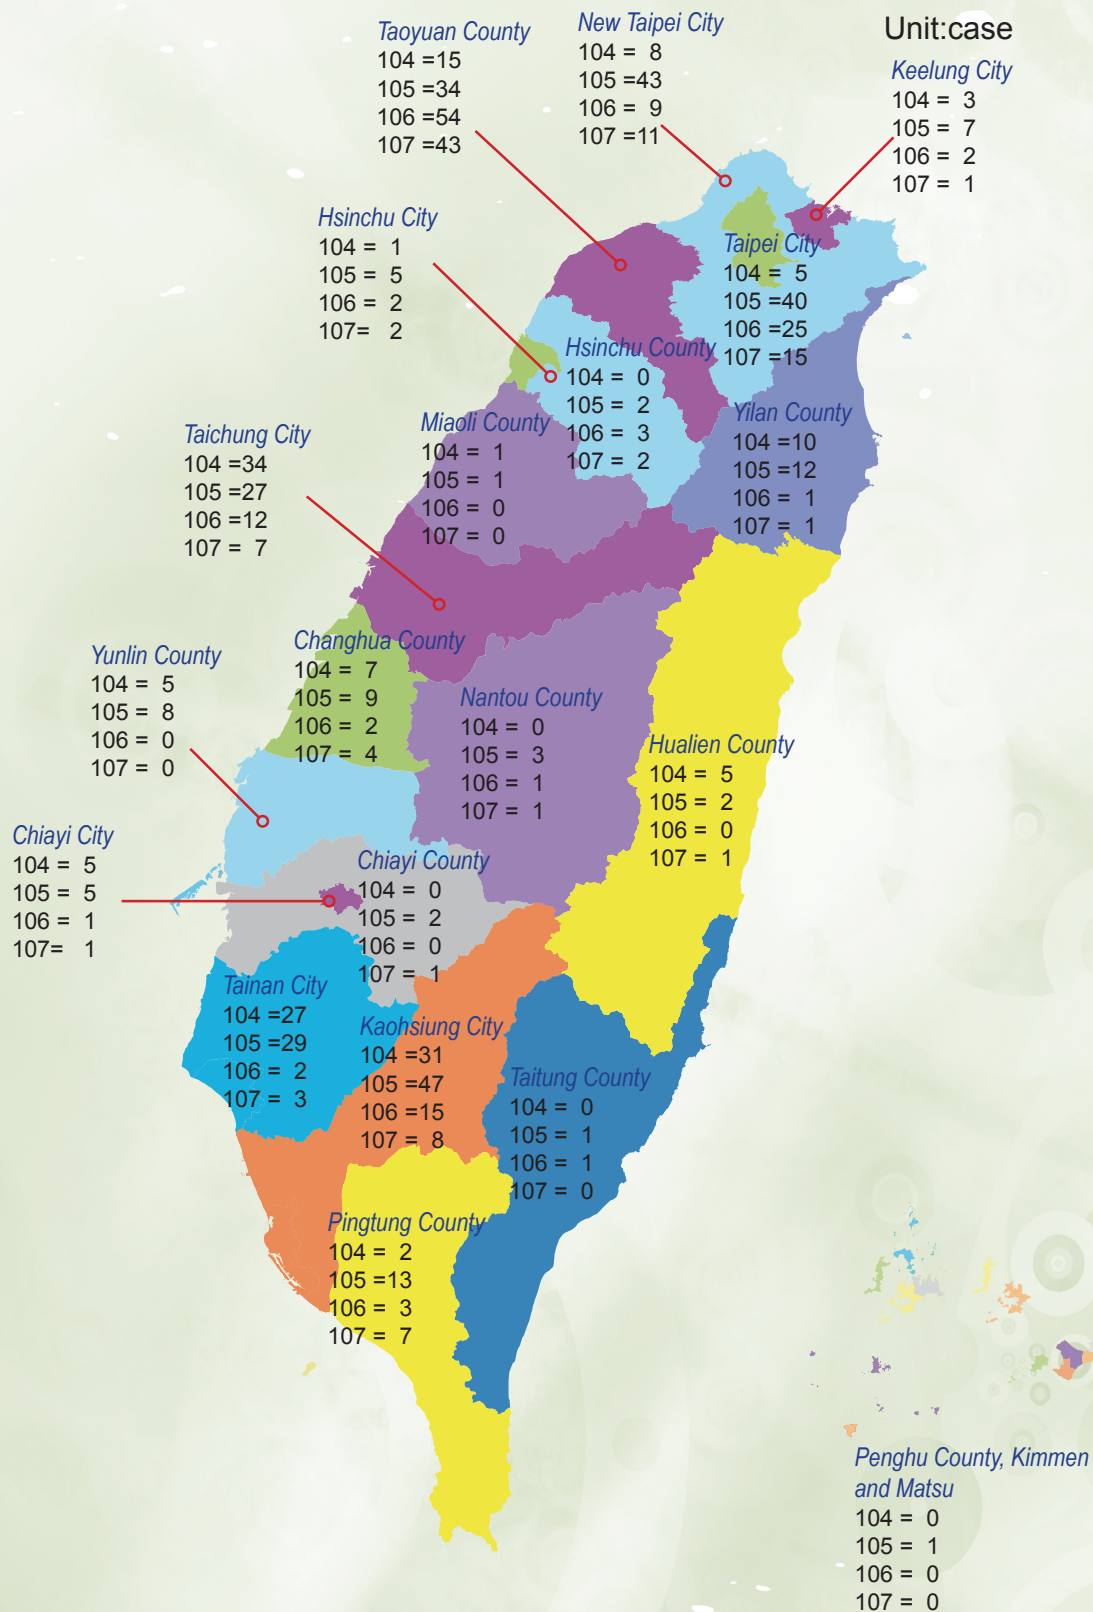 Unit:case
Taoyuan County
104 =15
105 =34
106 =54
107 =43
New Taipei City
104 = 8
105 =43
106 = 9
107 =11
Keelung City
104 = 3
105 = 7
106 = 2
107 = 1
Hsinchu City
104 = 1
105 = 5
106 = 2
107= 2
Taipei City
104 = 5
105 =40
106 =25
107 =15
Hsinchu County
104 = 0
105 = 2
106 = 3
107 = 2
Miaoli County
104 = 1
105 = 1
106 = 0
107 = 0
Yilan County
104 =10
105 =12
106 = 1
107 = 1
Taichung City
104 =34
105 =27
106 =12
107 = 7
Yunlin County
104 = 5
105 = 8
106 = 0
107 = 0
Changhua County
104 = 7
105 = 9
106 = 2
107 = 4
Nantou County
104 = 0
105 = 3
106 = 1
107 = 1
Hualien County
104 = 5
105 = 2
106 = 0
107 = 1
Chiayi City
104 = 5
105 = 5
106 = 1
107= 1
Chiayi County
104 = 0
105 = 2
106 = 0
107 = 1
Tainan City
104 =27
105 =29
106 = 2
107 = 3
Kaohsiung City
104 =31
105 =47
106 =15
107 = 8
Taitung County
104 = 0
105 = 1
106 = 1
107 = 0
Pingtung County
104 = 2
105 =13
106 = 3
107 = 7
Penghu County, Kimmen
and Matsu
104 = 0
105 = 1
106 = 0
107 = 0